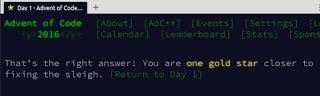 Day 1 - Advent of Code...
Advent of Code [About] [AoC++] [Events] [Settings] [L
<y>2016</y> [Calendar] [Leaderboard] [Stats] [Spons
That's the right answer! You are one gold star closer to
fixing the sleigh. [Return to Day 1]